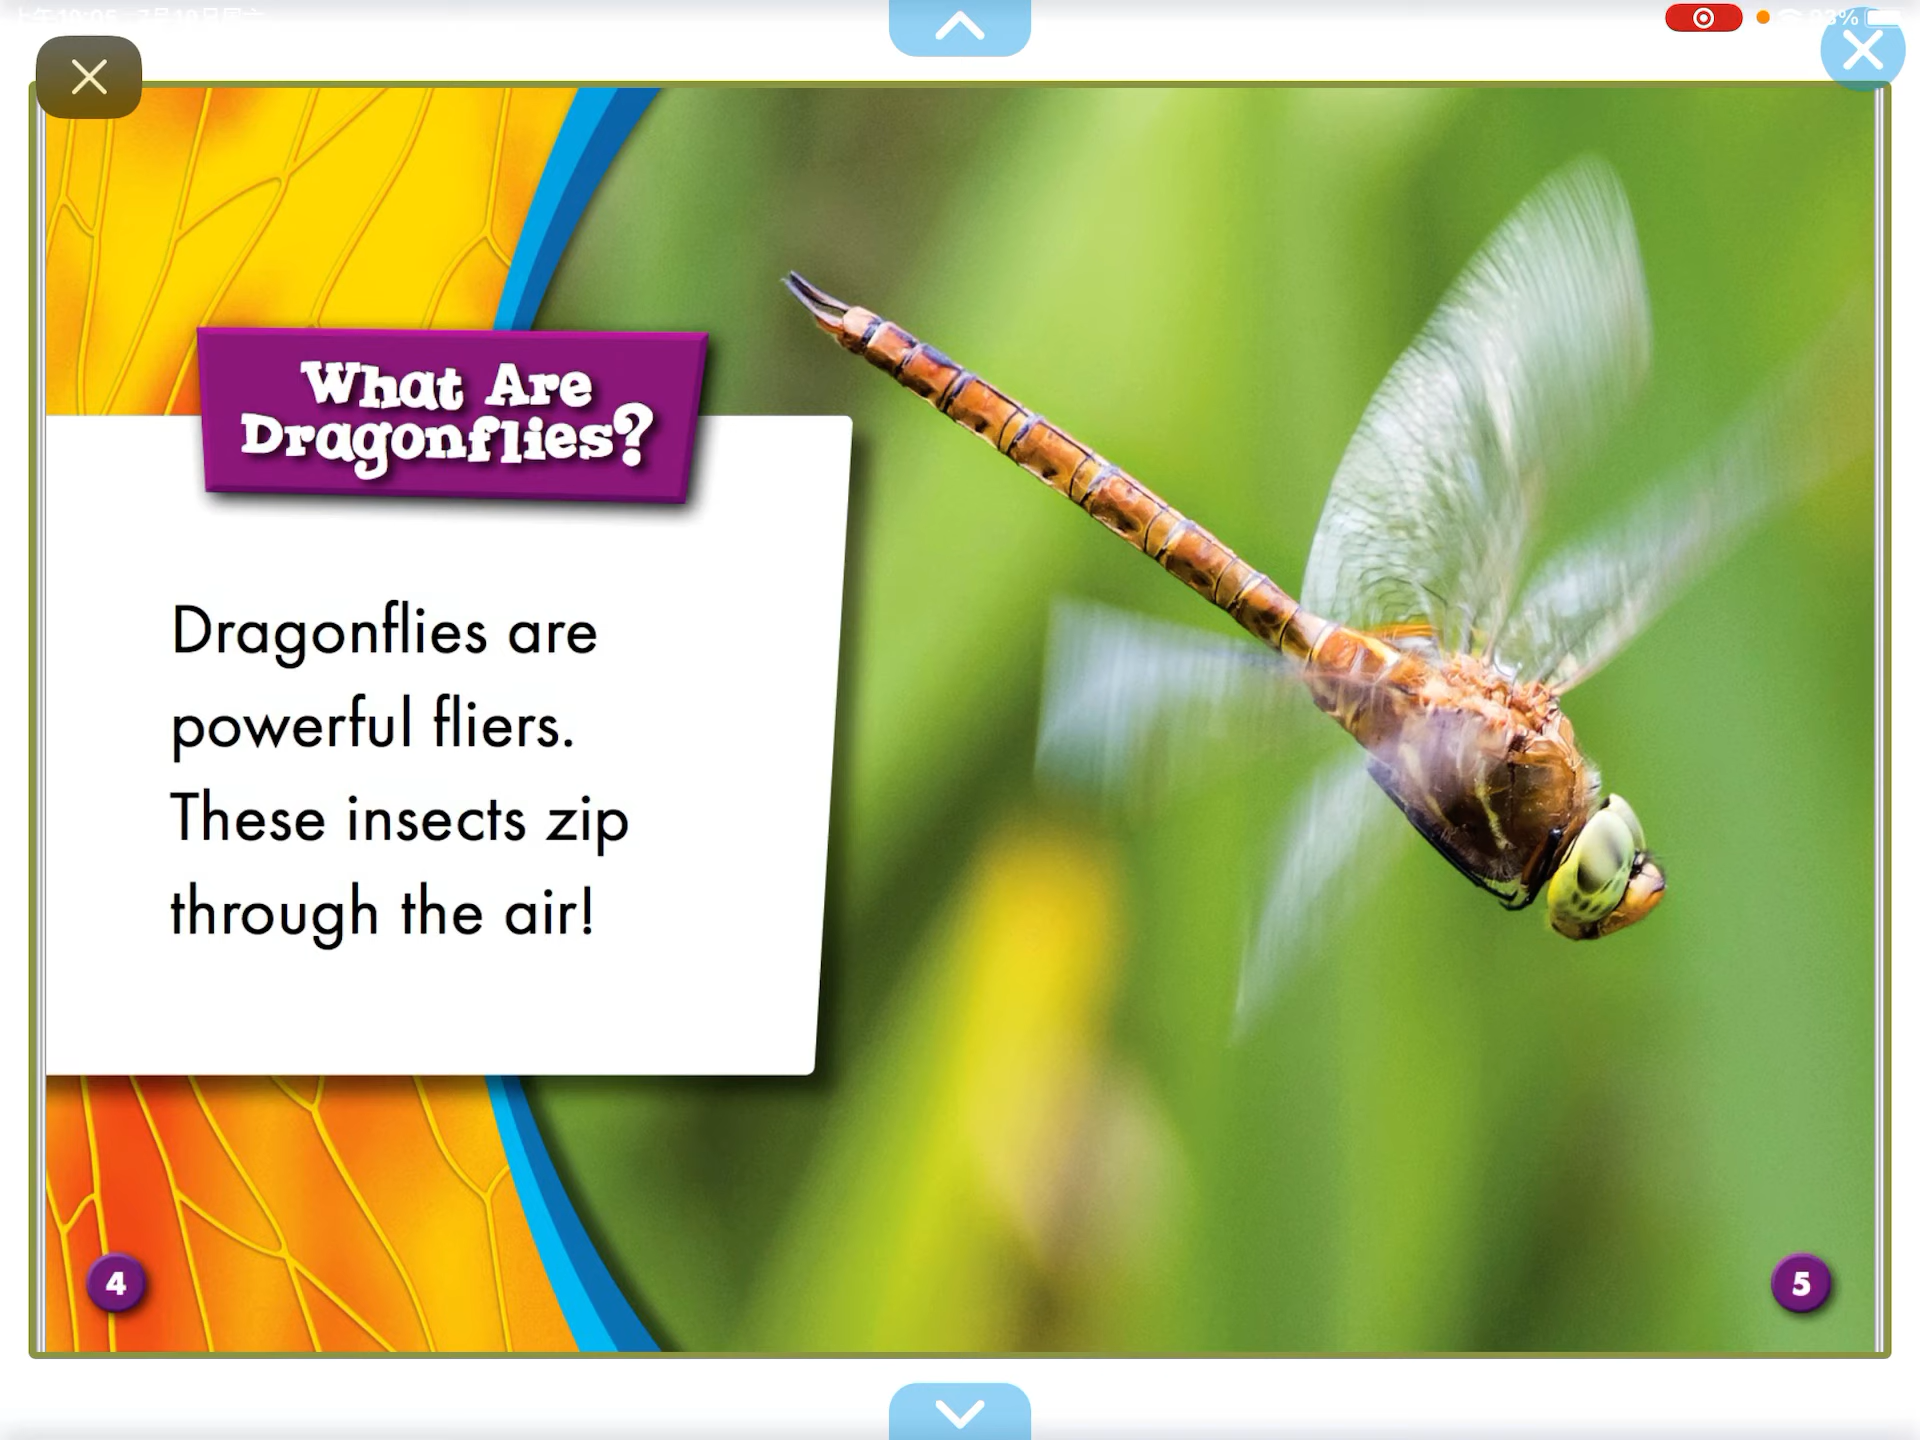 What Are
Dragonflies?
Dragonflies are
powerful fliers.
These insects zip
through the air!
4
5